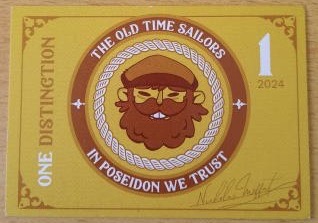 ONE DISTINCTION
THE OLD TIME SAILORS
1
2024
IN POSEIDON WE TRUST